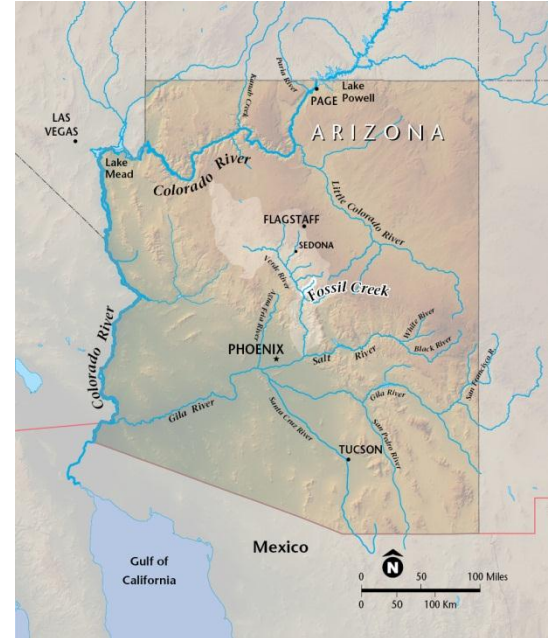 Kanab Creek
Paria River
PAGE
Lake
Powell
LAS
VEGAS
ARIZONA
Lake
Mead
Colorado River
Little Colorado River
FLAGSTAFF
SEDONA
Verde River
Fossil Creek
Agua Fria River
White River
Black River
PHOENIX
Salt River
San Francisco R.
Colorado River
Gila River
Gila River
Santa Cruz River
San Pedro River
TUCSON
Mexico
Gulf of
California
N
0 50 100 Miles
0 50 100 Km